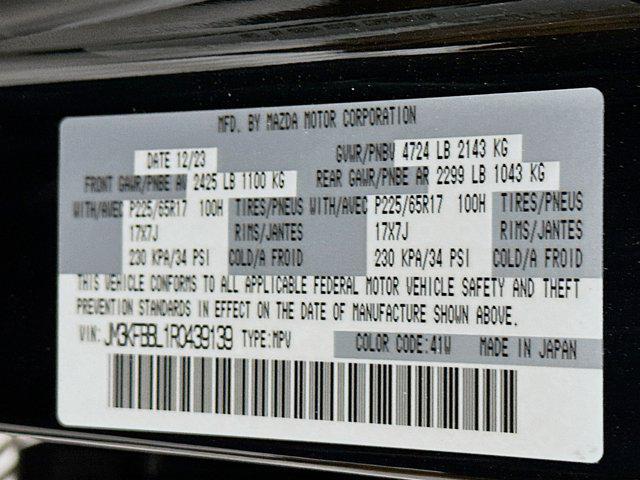 MFD. BY MAZDA MOTOR CORPORATION
DATE 12/23 GVWR/PNBV 4724 LB 2143 KG
FRONT GAWR/PNBE AV 2425 LB 1100 KG REAR GAWR/PNBE AR 2299 LB 1043 KG
WITH/AVEC P225/65R17 100H TIRES/PNEUS WITH/AVEC P225/65R17 100H TIRES/PNEUS
17X7J RIMS/JANTES 17X7J RIMS/JANTES
230 KPA/34 PSI COLD/A FROID 230 KPA/34 PSI COLD/A FROID
THIS VEHICLE CONFORMS TO ALL APPLICABLE FEDERAL MOTOR VEHICLE SAFETY AND THEFT
PREVENTION STANDARDS IN EFFECT ON THE DATE OF MANUFACTURE SHOWN ABOVE.
VIN: JM3KFBBL1R0439139 TYPE:MPV COLOR CODE:41W MADE IN JAPAN